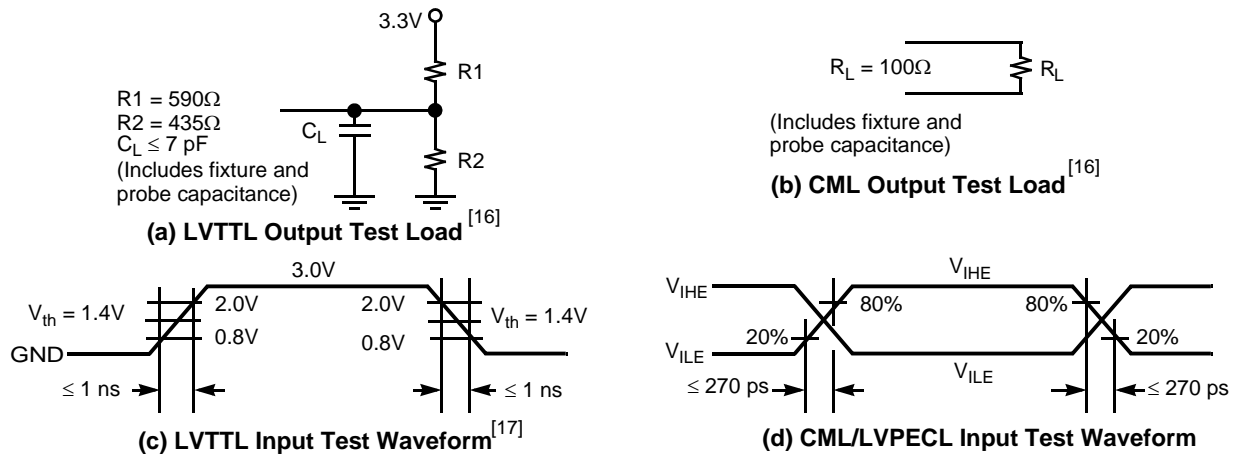 3.3V
R1
R1 = 590Ω
R2 = 435Ω
C_L ≤ 7 pF
(Includes fixture and
probe capacitance)
C_L
R2
(a) LVTTL Output Test Load [16]
R_L = 100Ω
R_L
(Includes fixture and
probe capacitance)
(b) CML Output Test Load [16]
3.0V
V_th = 1.4V
2.0V
0.8V
2.0V
0.8V
V_th = 1.4V
GND
≤ 1 ns
≤ 1 ns
(c) LVTTL Input Test Waveform [17]
V_IHE
V_IHE
80%
80%
20%
20%
V_ILE
V_ILE
≤ 270 ps
≤ 270 ps
(d) CML/LVPECL Input Test Waveform